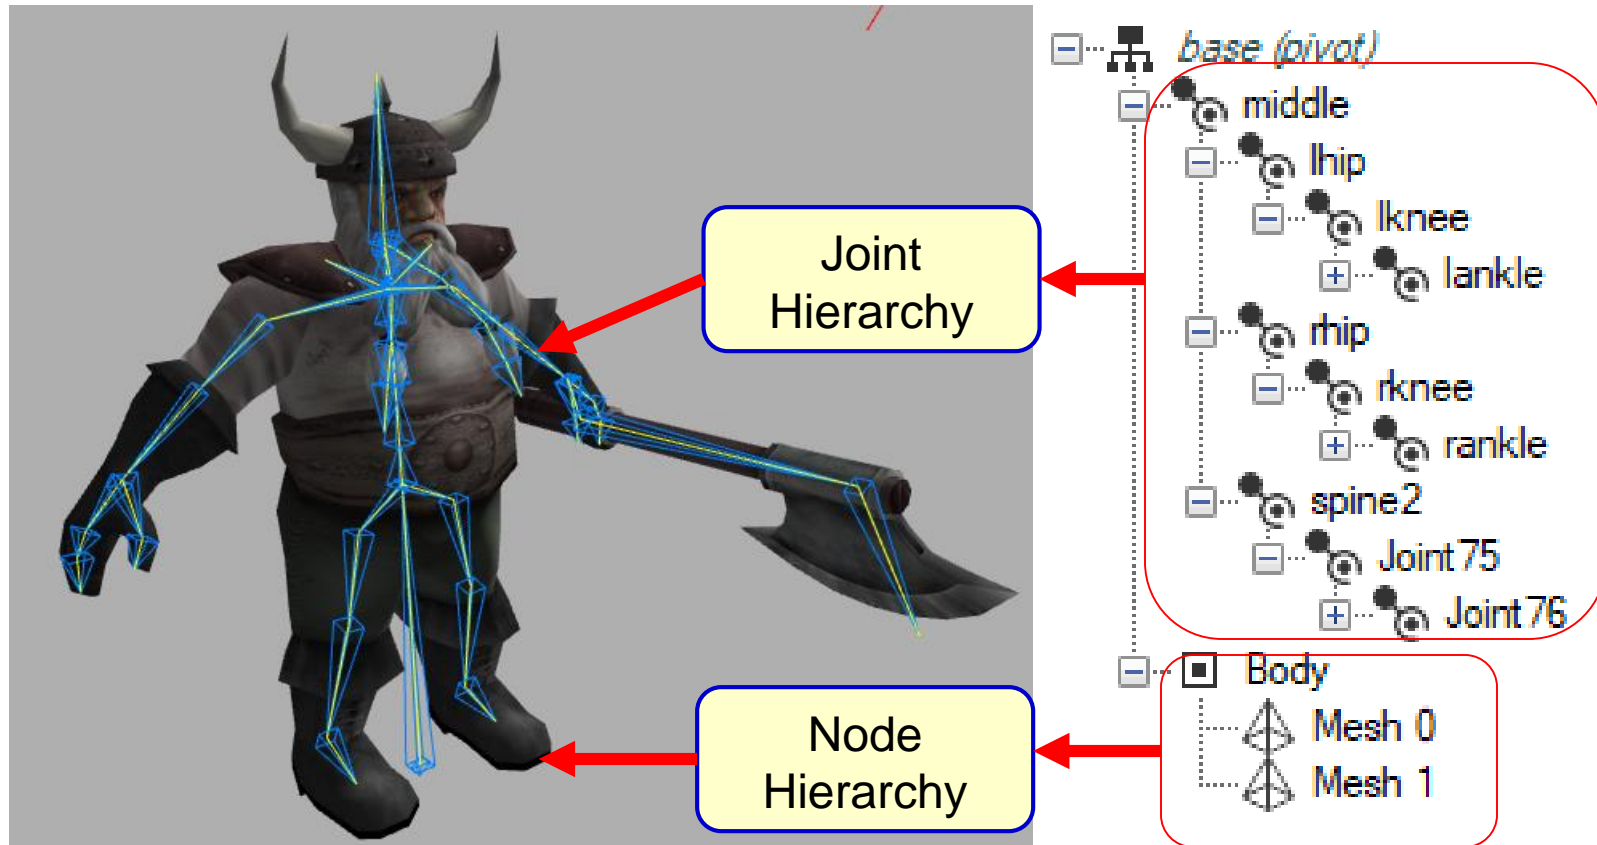 base (pivot)
middle
lhip
lknee
lankle
rhip
rknee
rankle
spine2
Joint75
Joint76
Body
Mesh 0
Mesh 1
Joint
Hierarchy
Node
Hierarchy